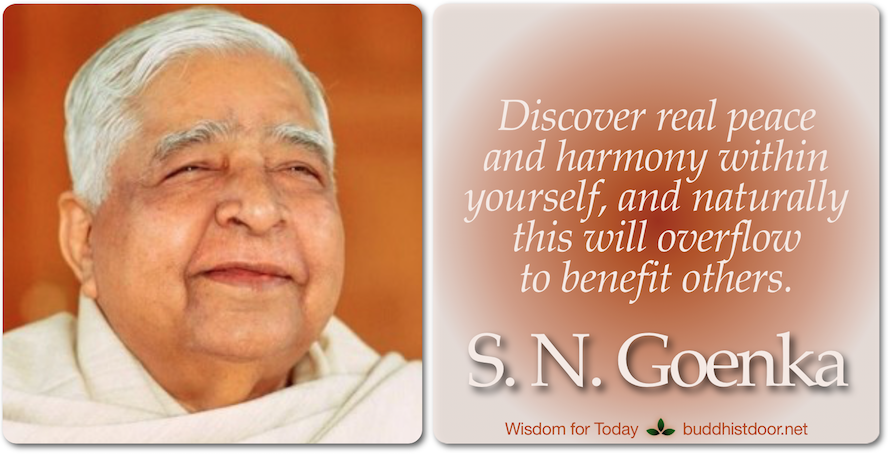 Discover real peace
and harmony within
yourself, and naturally
this will overflow
to benefit others.
S. N. Goenka
Wisdom for Today buddhistdoor.net